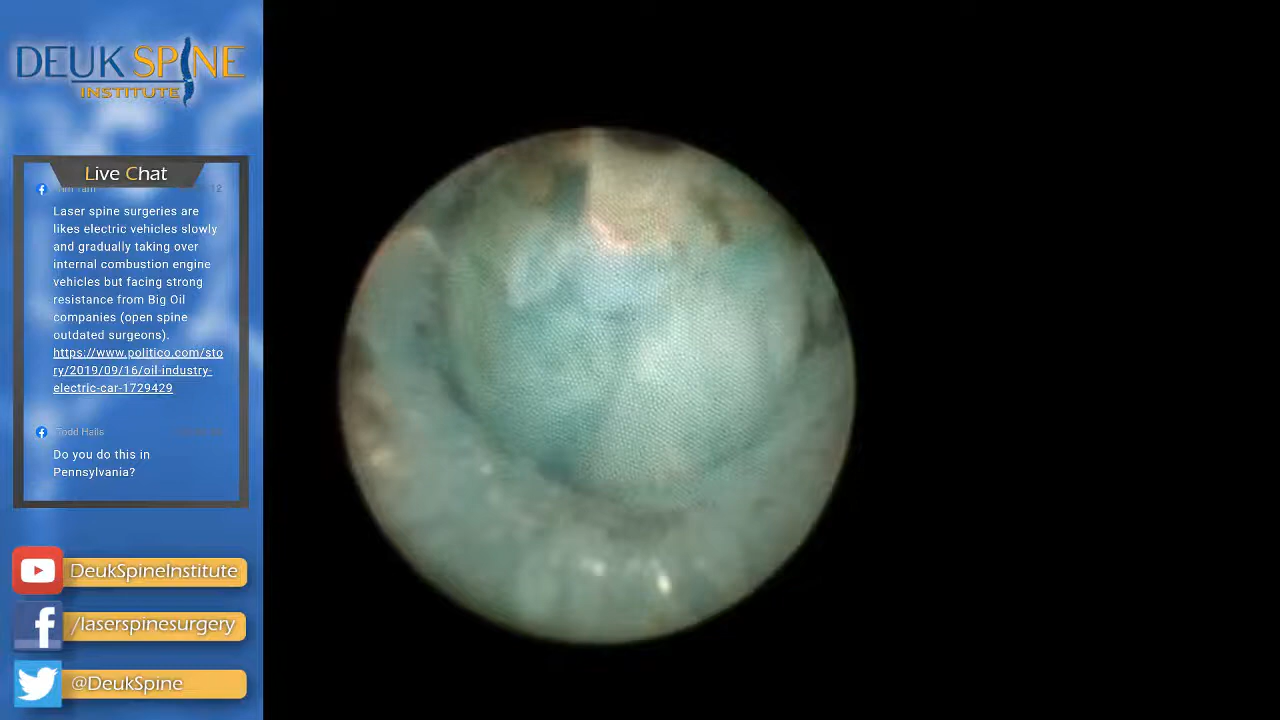 DEUK SPINE
INSTITUTE
Live Chat
12
Laser spine surgeries are
likes electric vehicles slowly
and gradually taking over
internal combustion engine
vehicles but facing strong
resistance from Big Oil
companies (open spine
outdated surgeons).
https://www.politico.com/sto
ry/2019/09/16/oil-industry-
electric-car-1729429
Todd Halls
Do you do this in
Pennsylvania?
DeukSpineInstitute
/laserspinesurgery
@DeukSpine